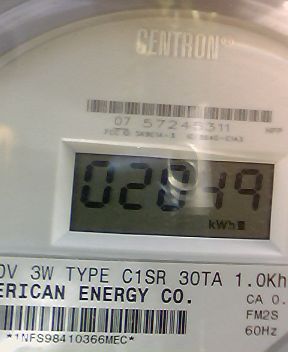 CENTRON
07 57245311
02819
kWh
0V 3W TYPE C1SR 30TA 1.0Kh
ERICAN ENERGY CO.
CA 0.
FM2S
*1NFS98410366MEC*
60Hz